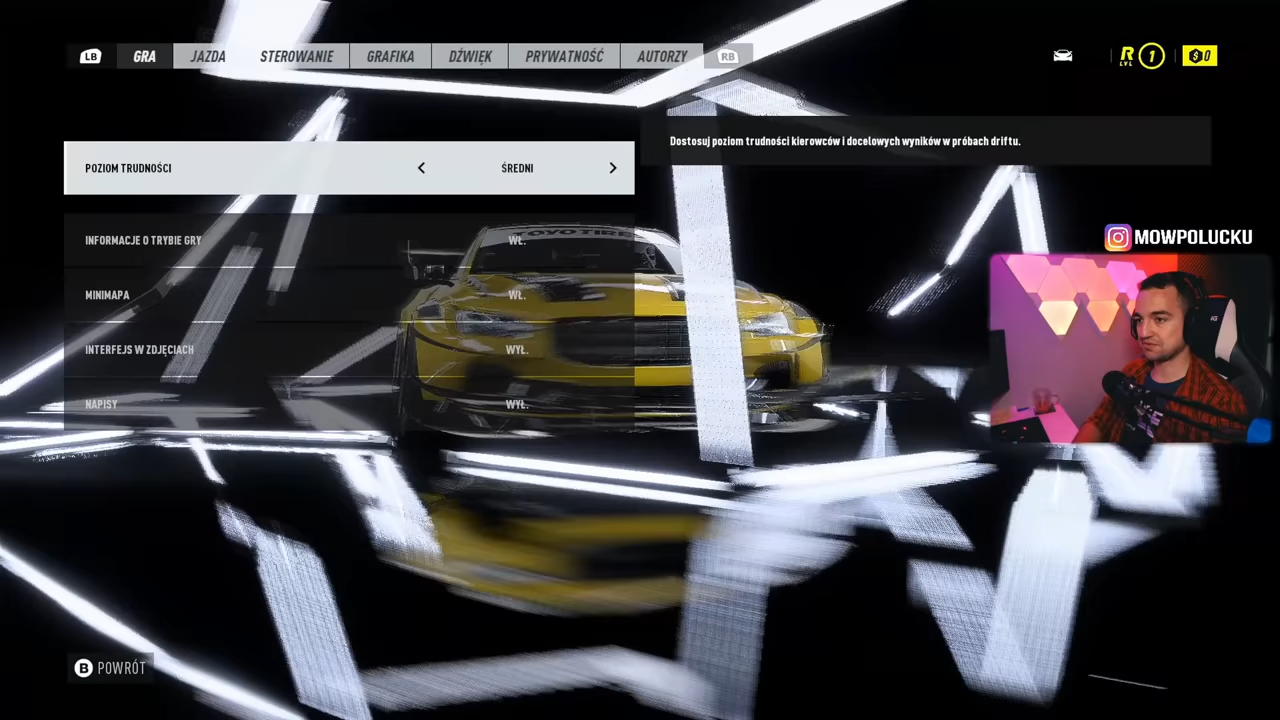 LB GRA JAZDA STEROWANIE GRAFIKA DŹWIĘK PRYWATNOŚĆ AUTORZY RB
R LVL 1 $ 0
Dostosuj poziom trudności kierowców i docelowych wyników w próbach driftu.
POZIOM TRUDNOŚCI ŚREDNI
INFORMACJE O TRYBIE GRY WŁ.
MINIMAPA WŁ.
INTERFEJS W ZDJĘCIACH WYŁ.
NAPISY WYŁ.
TOYO TIRES
MOWPOLUCKU
B POWRÓT